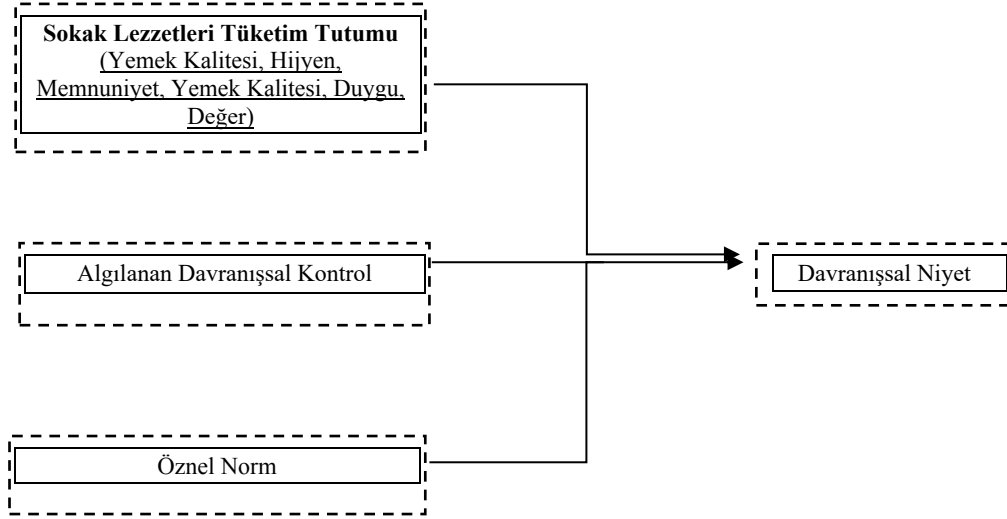 Sokak Lezzetleri Tüketim Tutumu
(Yemek Kalitesi, Hijyen,
Memnuniyet, Yemek Kalitesi, Duygu,
Değer)
Algılanan Davranışsal Kontrol
Davranışsal Niyet
Öznel Norm